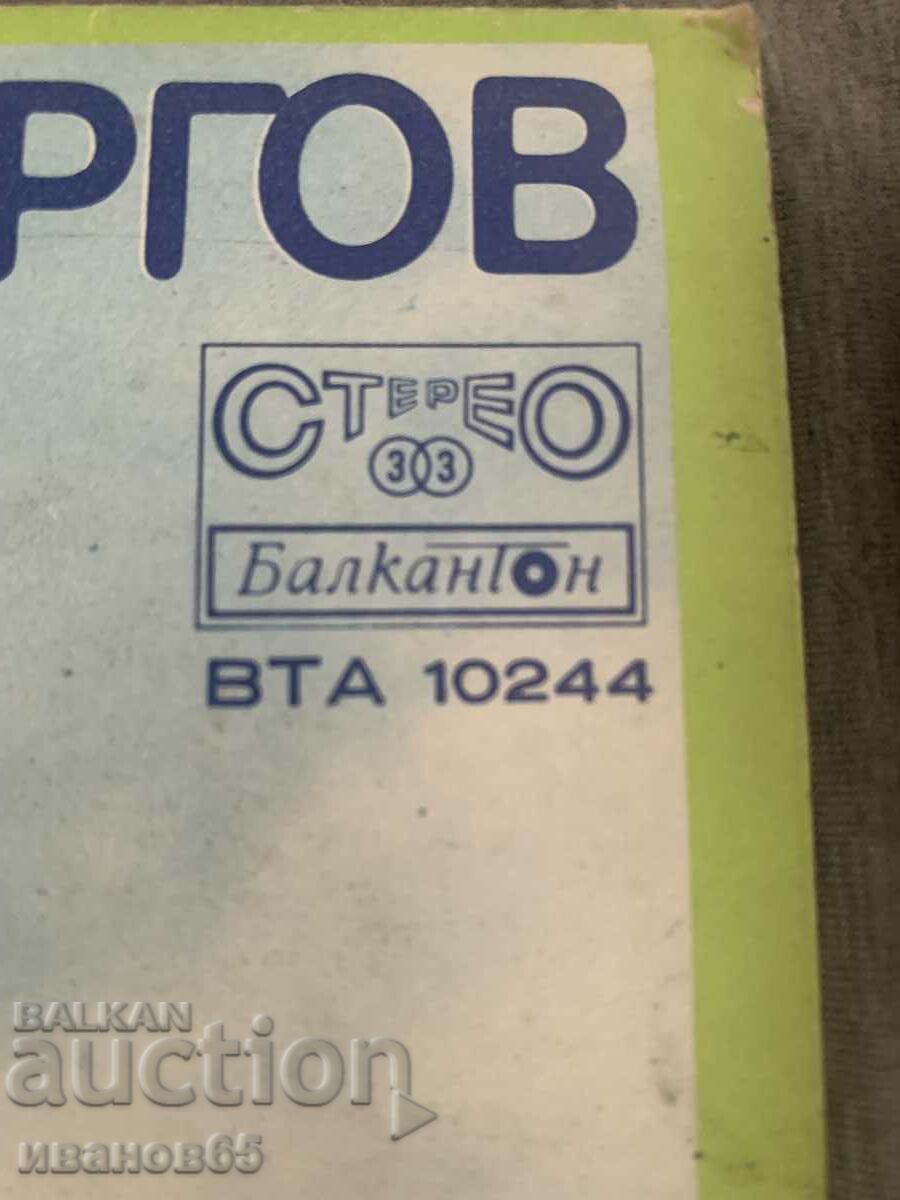 РГОВ
СТЕРЕО
33
Балкантон
ВТА 10244
BALKAN
auction
иванов65